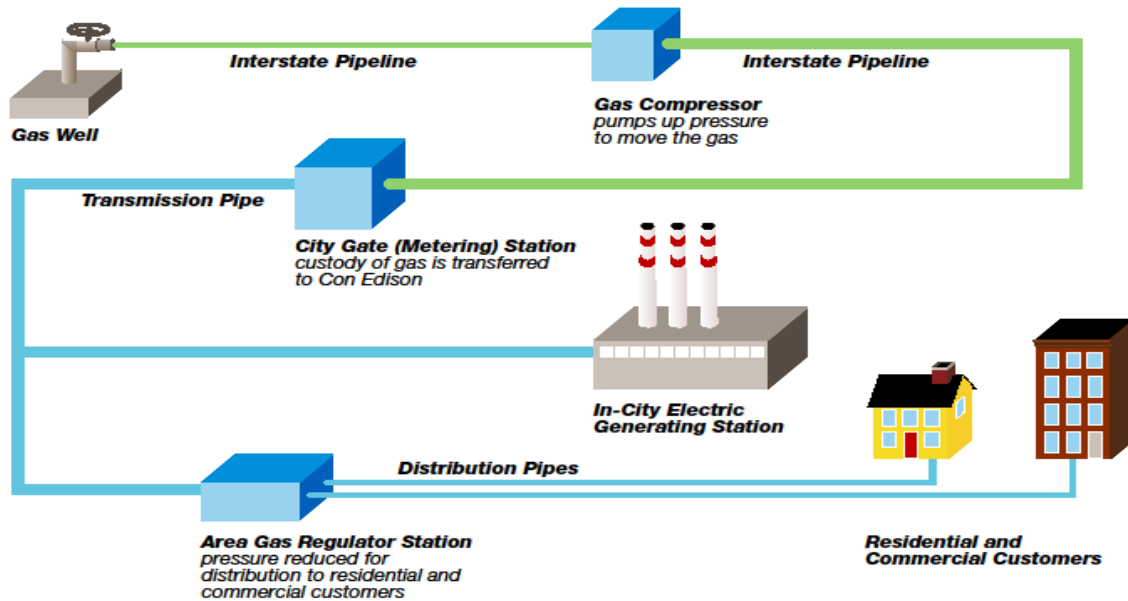 Interstate Pipeline
Interstate Pipeline
Gas Well
Gas Compressor
pumps up pressure
to move the gas
Transmission Pipe
City Gate (Metering) Station
custody of gas is transferred
to Con Edison
In-City Electric
Generating Station
Distribution Pipes
Area Gas Regulator Station
pressure reduced for
distribution to residential and
commercial customers
Residential and
Commercial Customers